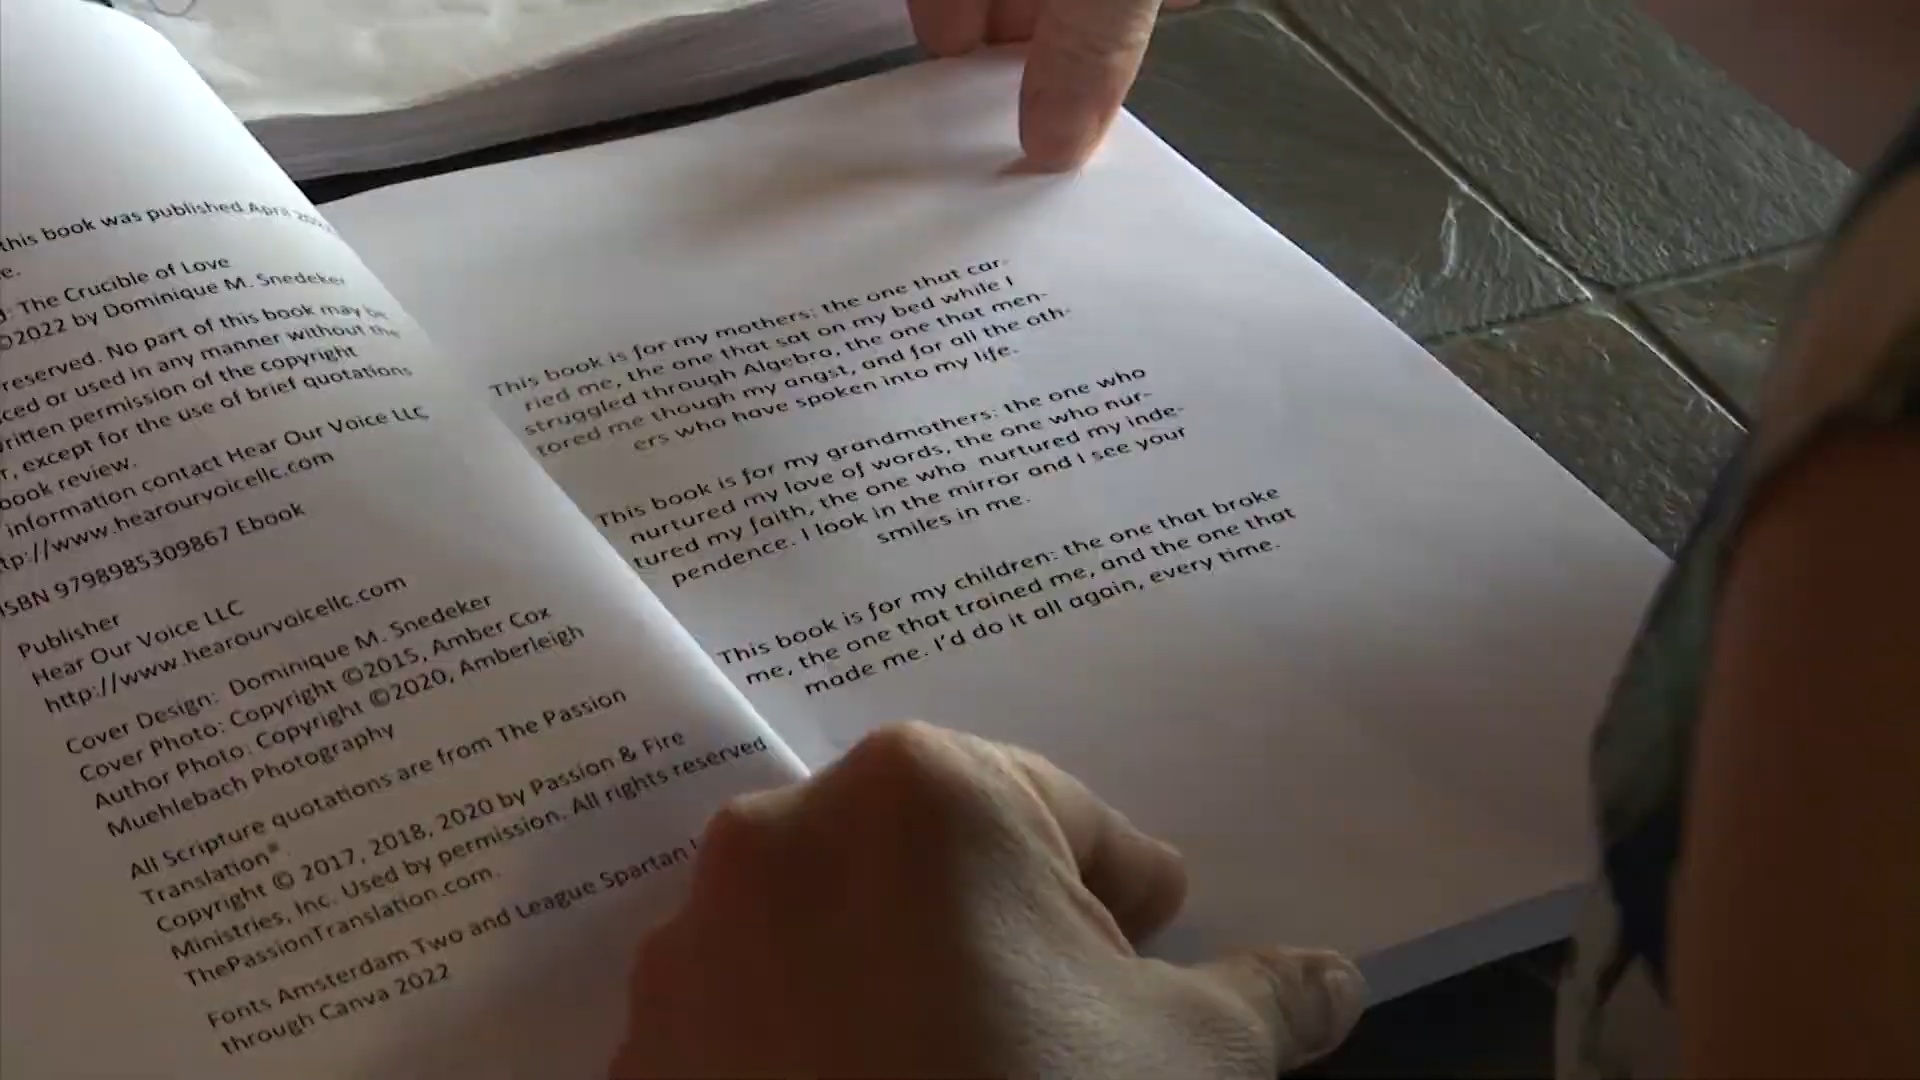 this book was published April
e.
: The Crucible of Love
©2022 by Dominique M. Snedeker
reserved. No part of this book may be
ced or used in any manner without the
ritten permission of the copyright
r, except for the use of brief quotations
book review.
information contact Hear Our Voice LLC
tp://www.hearourvoicellc.com
ISBN 9798985309867 Ebook
Publisher
Hear Our Voice LLC
http://www.hearourvoicellc.com
Cover Design: Dominique M. Snedeker
Cover Photo: Copyright ©2015, Amber Cox
Author Photo: Copyright ©2020, Amberleigh
Muehlebach Photography
All Scripture quotations are from The Passion
Translation®.
Copyright © 2017, 2018, 2020 by Passion & Fire
Ministries, Inc. Used by permission. All rights reserved.
ThePassionTranslation.com.
Fonts Amsterdam Two and League Spartan
through Canva 2022
This book is for my mothers: the one that car-
ried me, the one that sat on my bed while I
struggled through Algebra, the one that men-
tored me though my angst, and for all the oth-
ers who have spoken into my life.
This book is for my grandmothers: the one who
nurtured my love of words, the one who nur-
tured my faith, the one who nurtured my inde-
pendence. I look in the mirror and I see your
smiles in me.
This book is for my children: the one that broke
me, the one that trained me, and the one that
made me. I'd do it all again, every time.